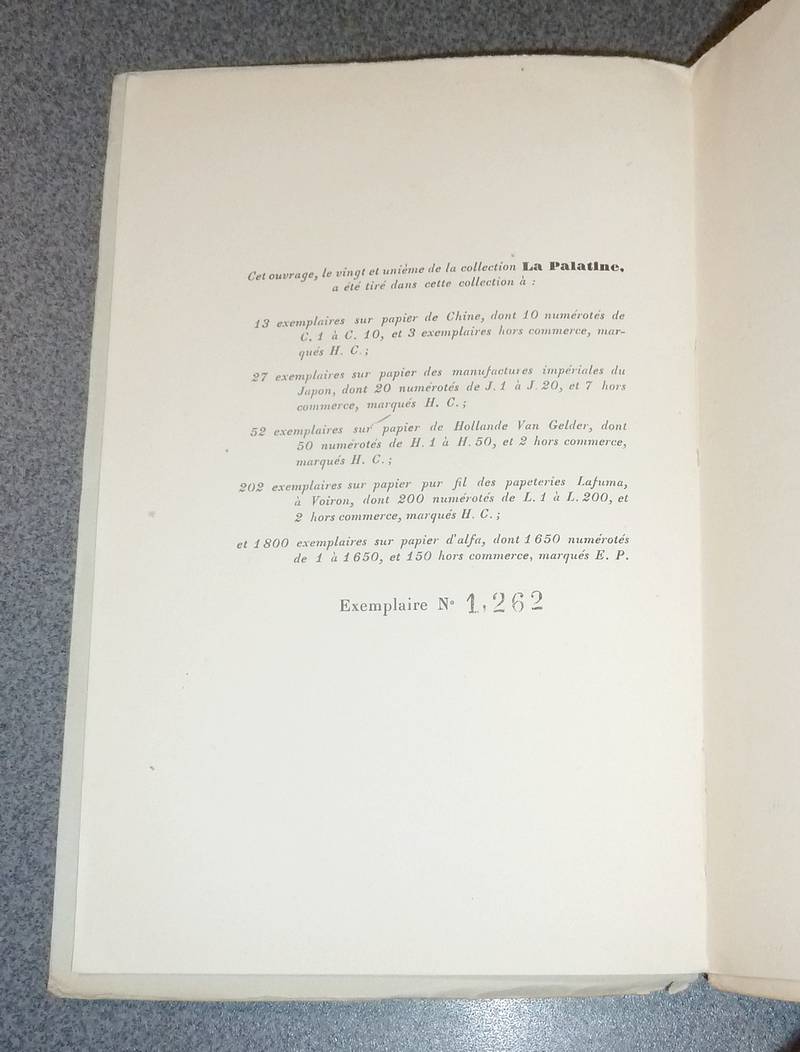 Cet ouvrage, le vingt et unième de la collection La Palatine,
a été tiré dans cette collection à :
13 exemplaires sur papier de Chine, dont 10 numérotés de
C. 1 à C. 10, et 3 exemplaires hors commerce, mar-
qués H. C. ;
27 exemplaires sur papier des manufactures impériales du
Japon, dont 20 numérotés de J. 1 à J. 20, et 7 hors
commerce, marqués H. C. ;
52 exemplaires sur papier de Hollande Van Gelder, dont
50 numérotés de H. 1 à H. 50, et 2 hors commerce,
marqués H. C. ;
202 exemplaires sur papier pur fil des papeteries Lafuma,
à Voiron, dont 200 numérotés de L. 1 à L. 200, et
2 hors commerce, marqués H. C. ;
et 1800 exemplaires sur papier d'alfa, dont 1650 numérotés
de 1 à 1650, et 150 hors commerce, marqués E. P.
Exemplaire N° 1,262